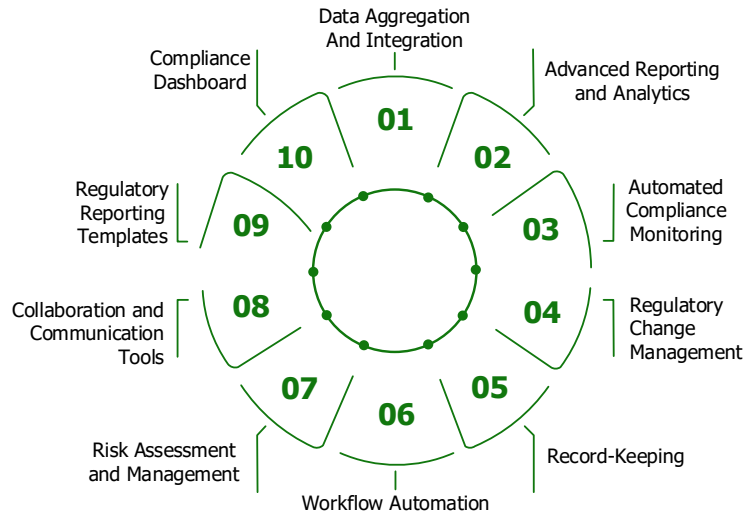 Data Aggregation
And Integration
01
Advanced Reporting
and Analytics
02
Automated
Compliance
Monitoring
03
Regulatory
Change
Management
04
Record-Keeping
05
Workflow Automation
06
Risk Assessment
and Management
07
Collaboration and
Communication
Tools
08
Regulatory
Reporting
Templates
09
Compliance
Dashboard
10